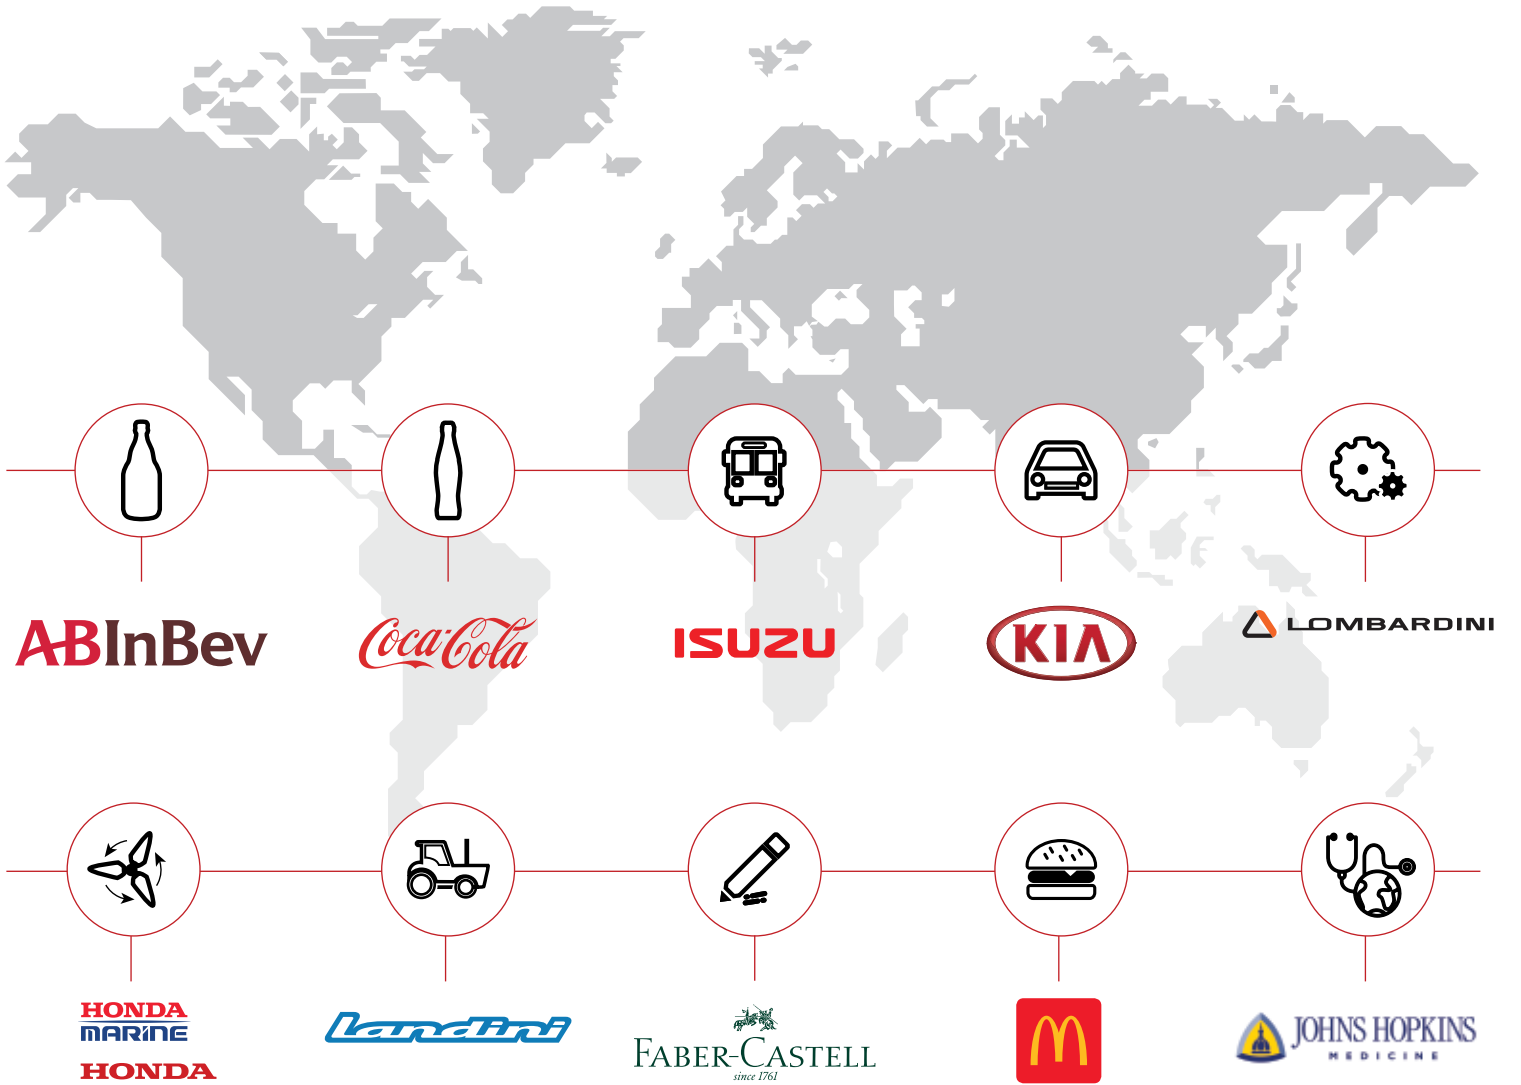 ABInBev
Coca-Cola
ISUZU
KIA
LOMBARDINI
HONDA
MARINE
HONDA
Landini
FABER-CASTELL
since 1761
M
JOHNS HOPKINS
MEDICINE